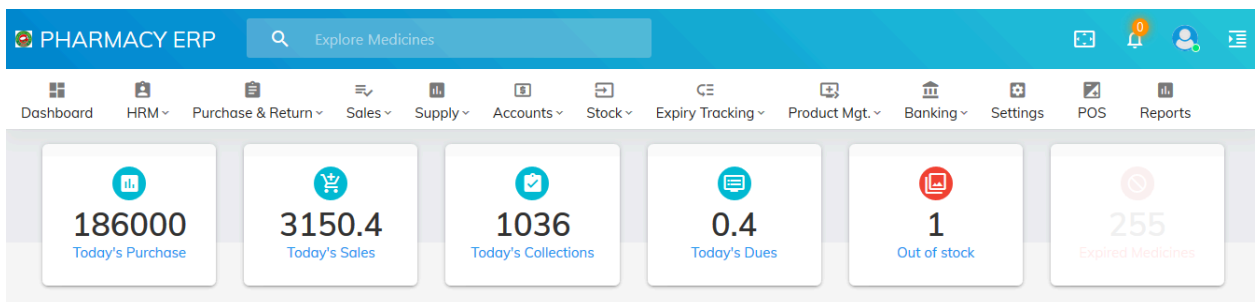 PHARMACY ERP
Explore Medicines
0
Dashboard HRM Purchase & Return Sales Supply Accounts Stock Expiry Tracking Product Mgt. Banking Settings POS Reports
186000 3150.4 1036 0.4 1 255
Today's Purchase Today's Sales Today's Collections Today's Dues Out of stock Expired Medicines